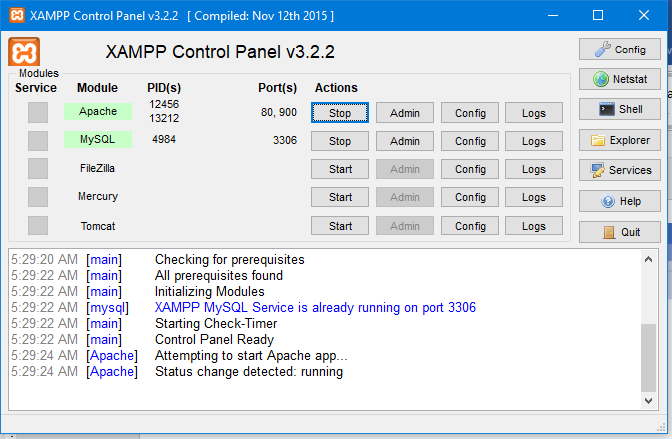 XAMPP Control Panel v3.2.2 [ Compiled: Nov 12th 2015 ]
XAMPP Control Panel v3.2.2
Config
Modules
Service Module PID(s) Port(s) Actions
Netstat
Apache 12456 13212 80, 900 Stop Admin Config Logs
Shell
MySQL 4984 3306 Stop Admin Config Logs
Explorer
FileZilla Start Admin Config Logs
Services
Mercury Start Admin Config Logs
Help
Tomcat Start Admin Config Logs
Quit
5:29:20 AM [main] Checking for prerequisites
5:29:22 AM [main] All prerequisites found
5:29:22 AM [main] Initializing Modules
5:29:22 AM [mysql] XAMPP MySQL Service is already running on port 3306
5:29:22 AM [main] Starting Check-Timer
5:29:22 AM [main] Control Panel Ready
5:29:24 AM [Apache] Attempting to start Apache app...
5:29:24 AM [Apache] Status change detected: running